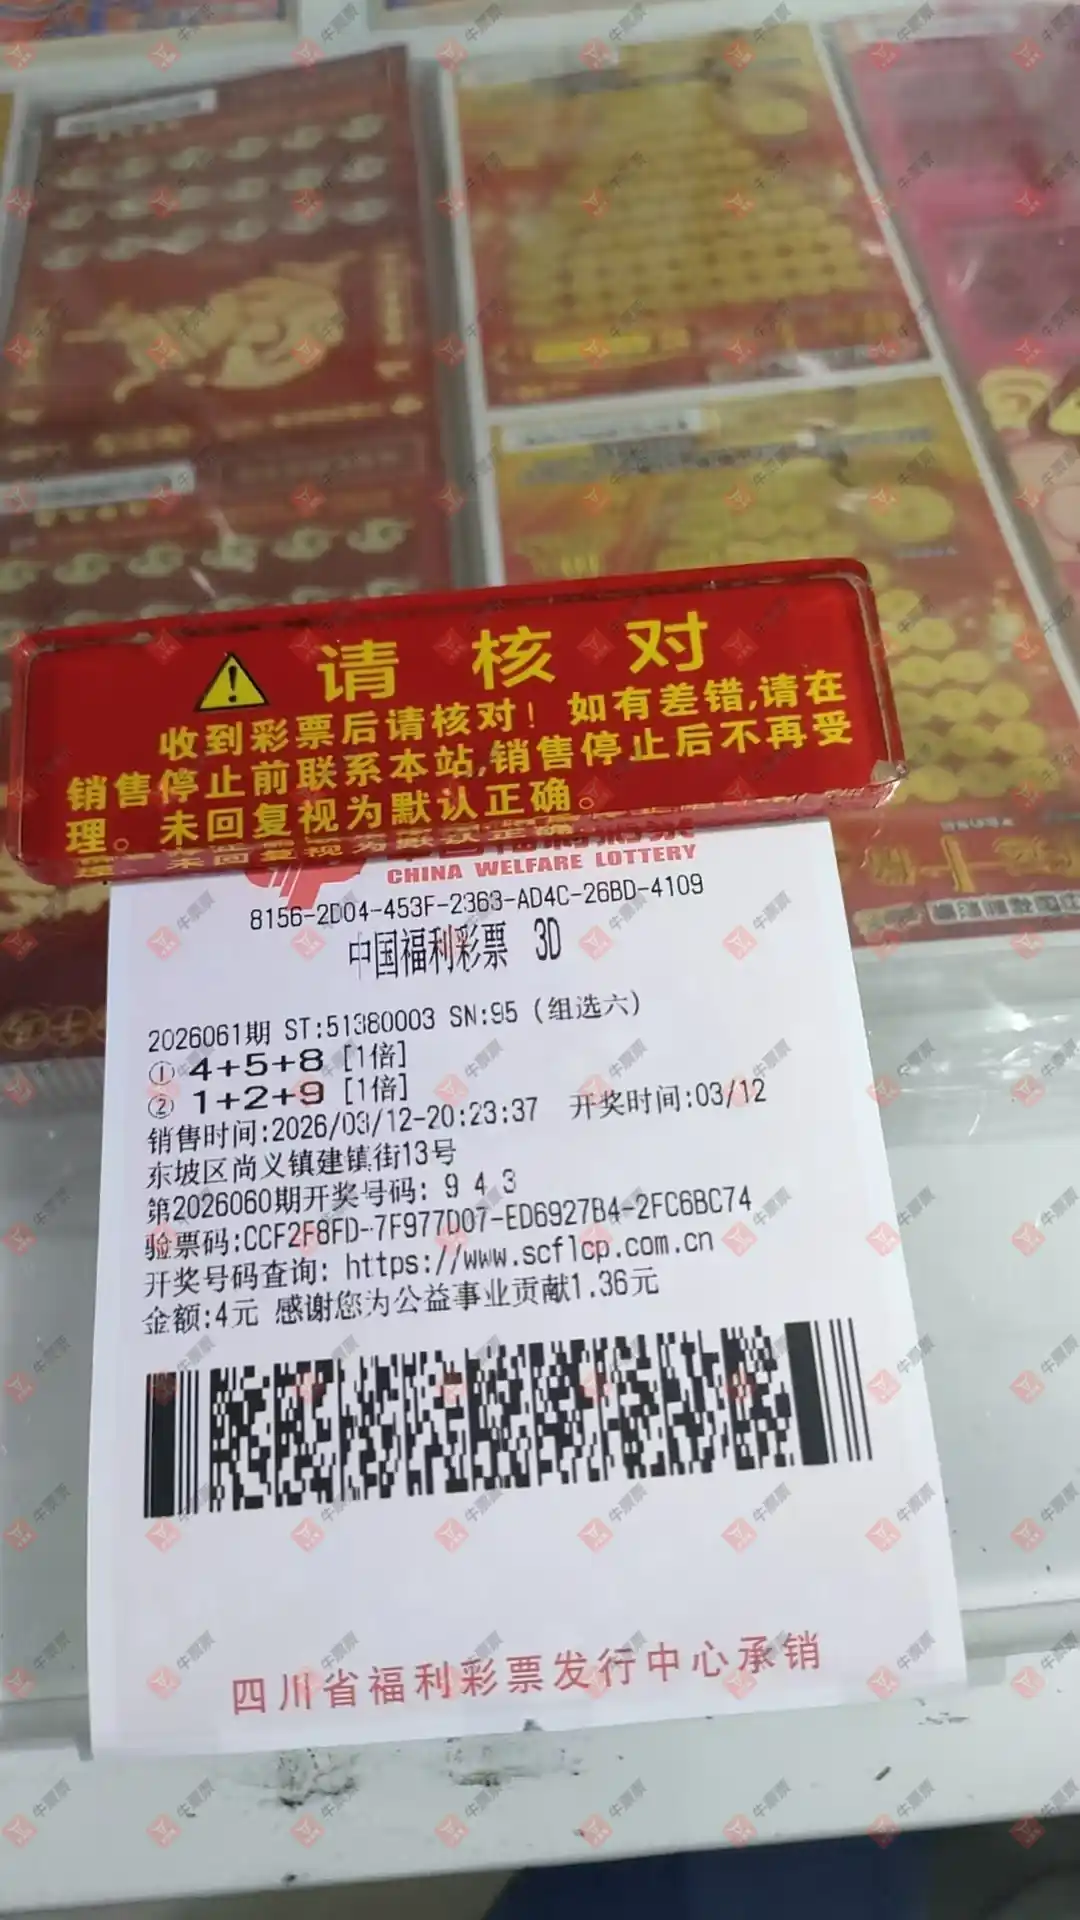 请 核 对
收到彩票后请核对！如有差错,请在
销售停止前联系本站,销售停止后不再受
理。未回复视为默认正确。
CHINA WELFARE LOTTERY
8156-2D04-453F-2363-AD4C-26BD-4109
中国福利彩票 3D
2026061期 ST:51380003 SN:95 (组选六)
① 4+5+8 [1倍]
② 1+2+9 [1倍]
销售时间:2026/03/12-20:23:37 开奖时间:03/12
东坡区尚义镇建镇街13号
第2026060期开奖号码: 9 4 3
验票码:CCF2F8FD-7F977D07-ED6927B4-2FC6BC74
开奖号码查询: https://www.scflcp.com.cn
金额:4元 感谢您为公益事业贡献1.36元
四川省福利彩票发行中心承销
牛票票